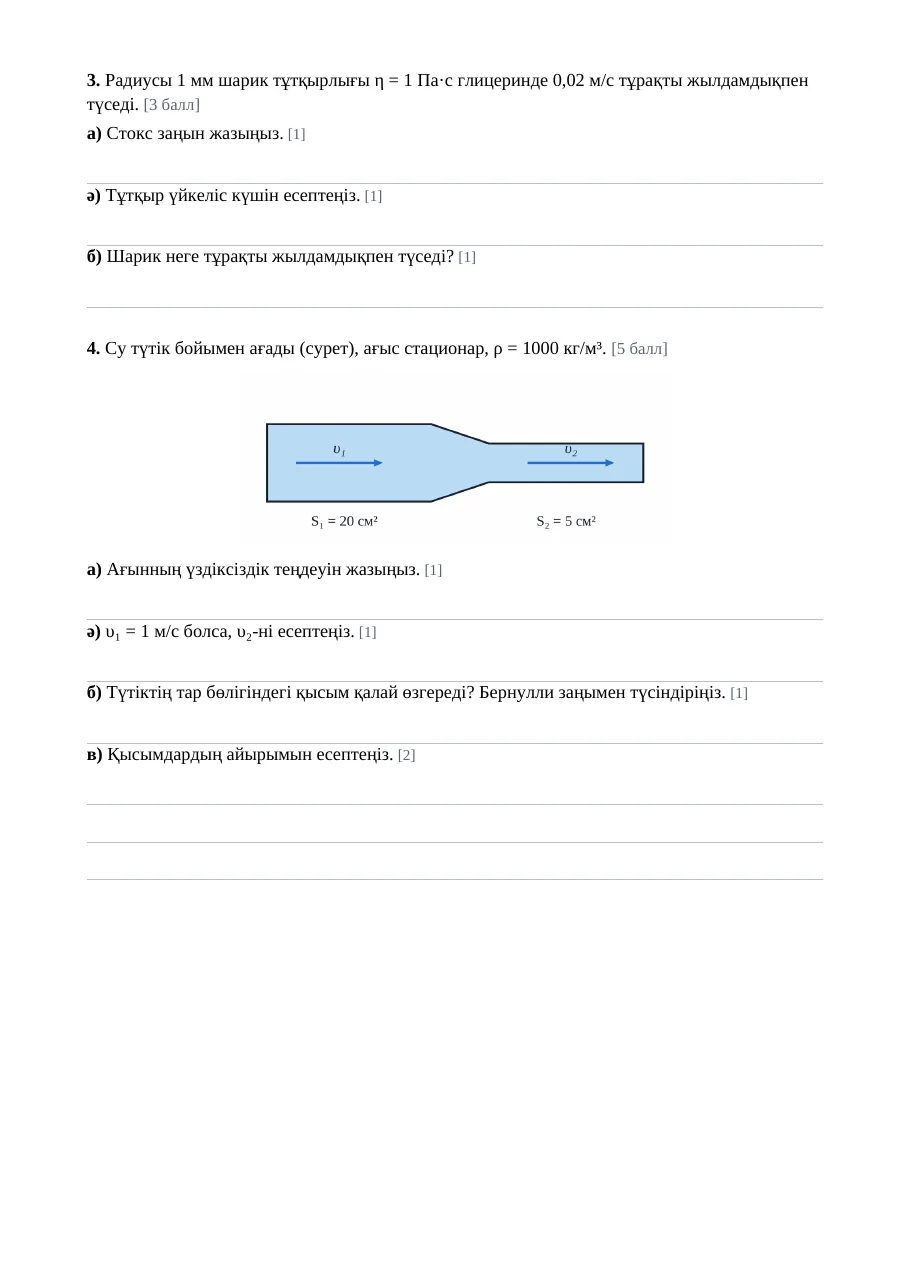 3. Радиусы 1 мм шарик тұтқырлығы η = 1 Па·с глицеринде 0,02 м/с тұрақты жылдамдықпен
түседі. [3 балл]
а) Стокс заңын жазыңыз. [1]
ә) Тұтқыр үйкеліс күшін есептеңіз. [1]
б) Шарик неге тұрақты жылдамдықпен түседі? [1]
4. Су түтік бойымен ағады (сурет), ағыс стационар, ρ = 1000 кг/м³. [5 балл]
υ₁ υ₂
S₁ = 20 см² S₂ = 5 см²
а) Ағынның үздіксіздік теңдеуін жазыңыз. [1]
ә) υ₁ = 1 м/с болса, υ₂-ні есептеңіз. [1]
б) Түтіктің тар бөлігіндегі қысым қалай өзгереді? Бернулли заңымен түсіндіріңіз. [1]
в) Қысымдардың айырымын есептеңіз. [2]